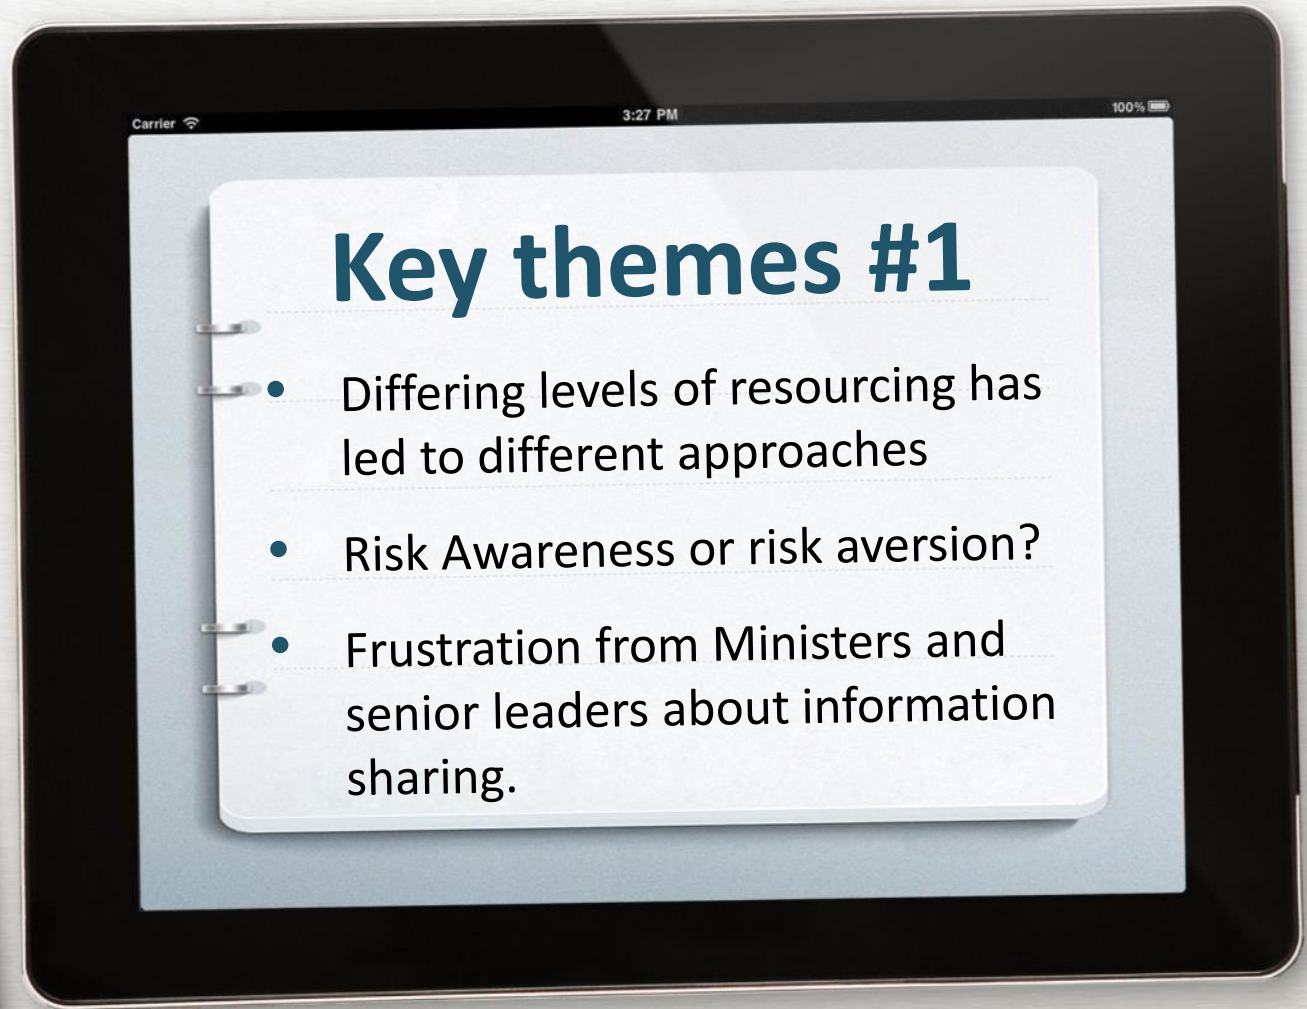 Carrier
3:27 PM
100%
Key themes #1
• Differing levels of resourcing has
led to different approaches
• Risk Awareness or risk aversion?
• Frustration from Ministers and
senior leaders about information
sharing.